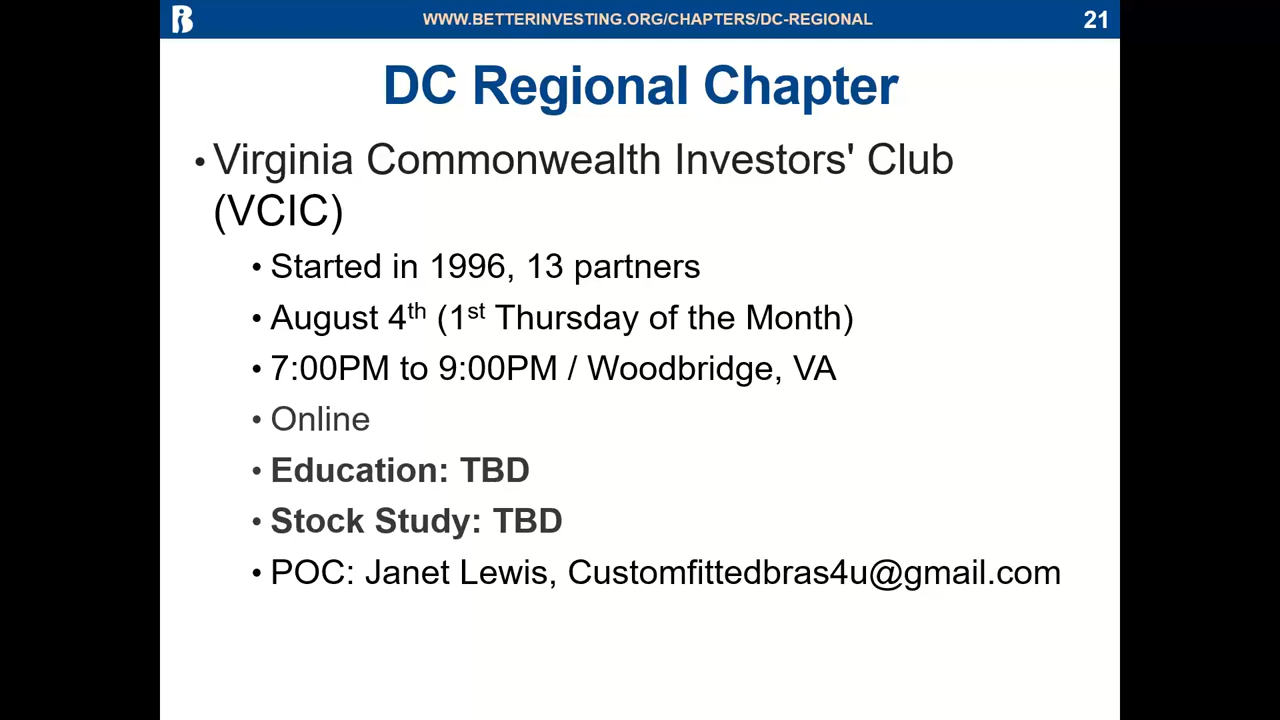 WWW.BETTERINVESTING.ORG/CHAPTERS/DC-REGIONAL
21
DC Regional Chapter
• Virginia Commonwealth Investors' Club
(VCIC)
• Started in 1996, 13 partners
• August 4th (1st Thursday of the Month)
• 7:00PM to 9:00PM / Woodbridge, VA
• Online
• Education: TBD
• Stock Study: TBD
• POC: Janet Lewis, Customfittedbras4u@gmail.com